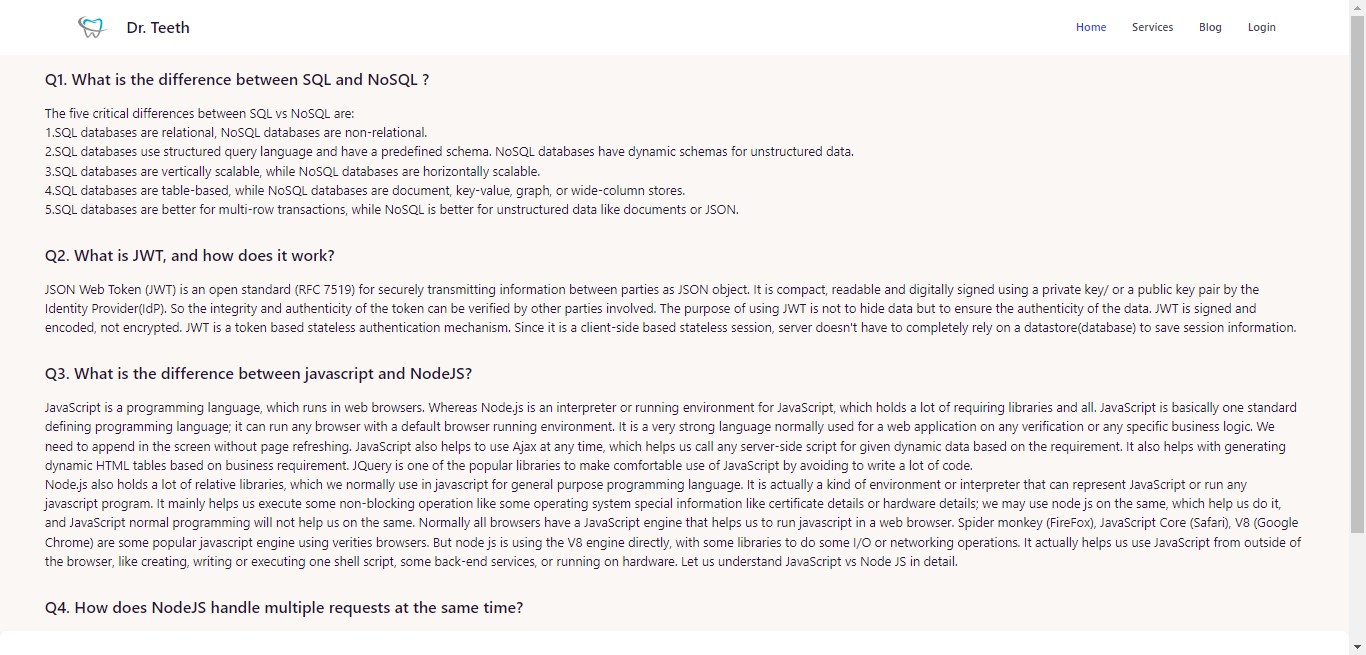 Dr. Teeth
Home Services Blog Login
Q1. What is the difference between SQL and NoSQL ?
The five critical differences between SQL vs NoSQL are:
1.SQL databases are relational, NoSQL databases are non-relational.
2.SQL databases use structured query language and have a predefined schema. NoSQL databases have dynamic schemas for unstructured data.
3.SQL databases are vertically scalable, while NoSQL databases are horizontally scalable.
4.SQL databases are table-based, while NoSQL databases are document, key-value, graph, or wide-column stores.
5.SQL databases are better for multi-row transactions, while NoSQL is better for unstructured data like documents or JSON.
Q2. What is JWT, and how does it work?
JSON Web Token (JWT) is an open standard (RFC 7519) for securely transmitting information between parties as JSON object. It is compact, readable and digitally signed using a private key/ or a public key pair by the
Identity Provider(IdP). So the integrity and authenticity of the token can be verified by other parties involved. The purpose of using JWT is not to hide data but to ensure the authenticity of the data. JWT is signed and
encoded, not encrypted. JWT is a token based stateless authentication mechanism. Since it is a client-side based stateless session, server doesn't have to completely rely on a datastore(database) to save session information.
Q3. What is the difference between javascript and NodeJS?
JavaScript is a programming language, which runs in web browsers. Whereas Node.js is an interpreter or running environment for JavaScript, which holds a lot of requiring libraries and all. JavaScript is basically one standard
defining programming language; it can run any browser with a default browser running environment. It is a very strong language normally used for a web application on any verification or any specific business logic. We
need to append in the screen without page refreshing. JavaScript also helps to use Ajax at any time, which helps us call any server-side script for given dynamic data based on the requirement. It also helps with generating
dynamic HTML tables based on business requirement. JQuery is one of the popular libraries to make comfortable use of JavaScript by avoiding to write a lot of code.
Node.js also holds a lot of relative libraries, which we normally use in javascript for general purpose programming language. It is actually a kind of environment or interpreter that can represent JavaScript or run any
javascript program. It mainly helps us execute some non-blocking operation like some operating system special information like certificate details or hardware details; we may use node js on the same, which help us do it,
and JavaScript normal programming will not help us on the same. Normally all browsers have a JavaScript engine that helps us to run javascript in a web browser. Spider monkey (FireFox), JavaScript Core (Safari), V8 (Google
Chrome) are some popular javascript engine using verities browsers. But node js is using the V8 engine directly, with some libraries to do some I/O or networking operations. It actually helps us use JavaScript from outside of
the browser, like creating, writing or executing one shell script, some back-end services, or running on hardware. Let us understand JavaScript vs Node JS in detail.
Q4. How does NodeJS handle multiple requests at the same time?